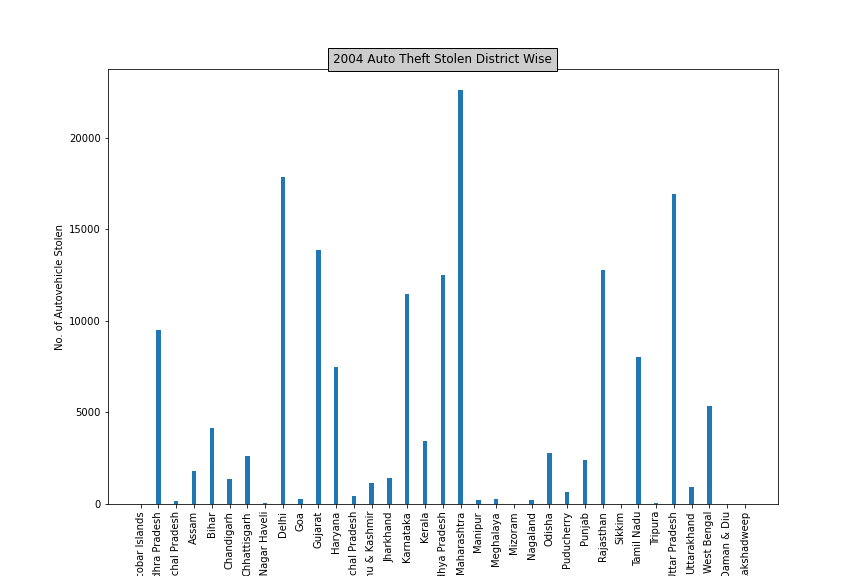 2004 Auto Theft Stolen District Wise
No. of Autovehicle Stolen
20000
15000
10000
5000
0
cobar Islands
dhra Pradesh
chal Pradesh
Assam
Bihar
Chandigarh
Chhattisgarh
Nagar Haveli
Delhi
Goa
Gujarat
Haryana
chal Pradesh
nu & Kashmir
Jharkhand
Karnataka
Kerala
dhya Pradesh
Maharashtra
Manipur
Meghalaya
Mizoram
Nagaland
Odisha
Puducherry
Punjab
Rajasthan
Sikkim
Tamil Nadu
Tripura
Uttar Pradesh
Uttarakhand
West Bengal
Daman & Diu
akshadweep